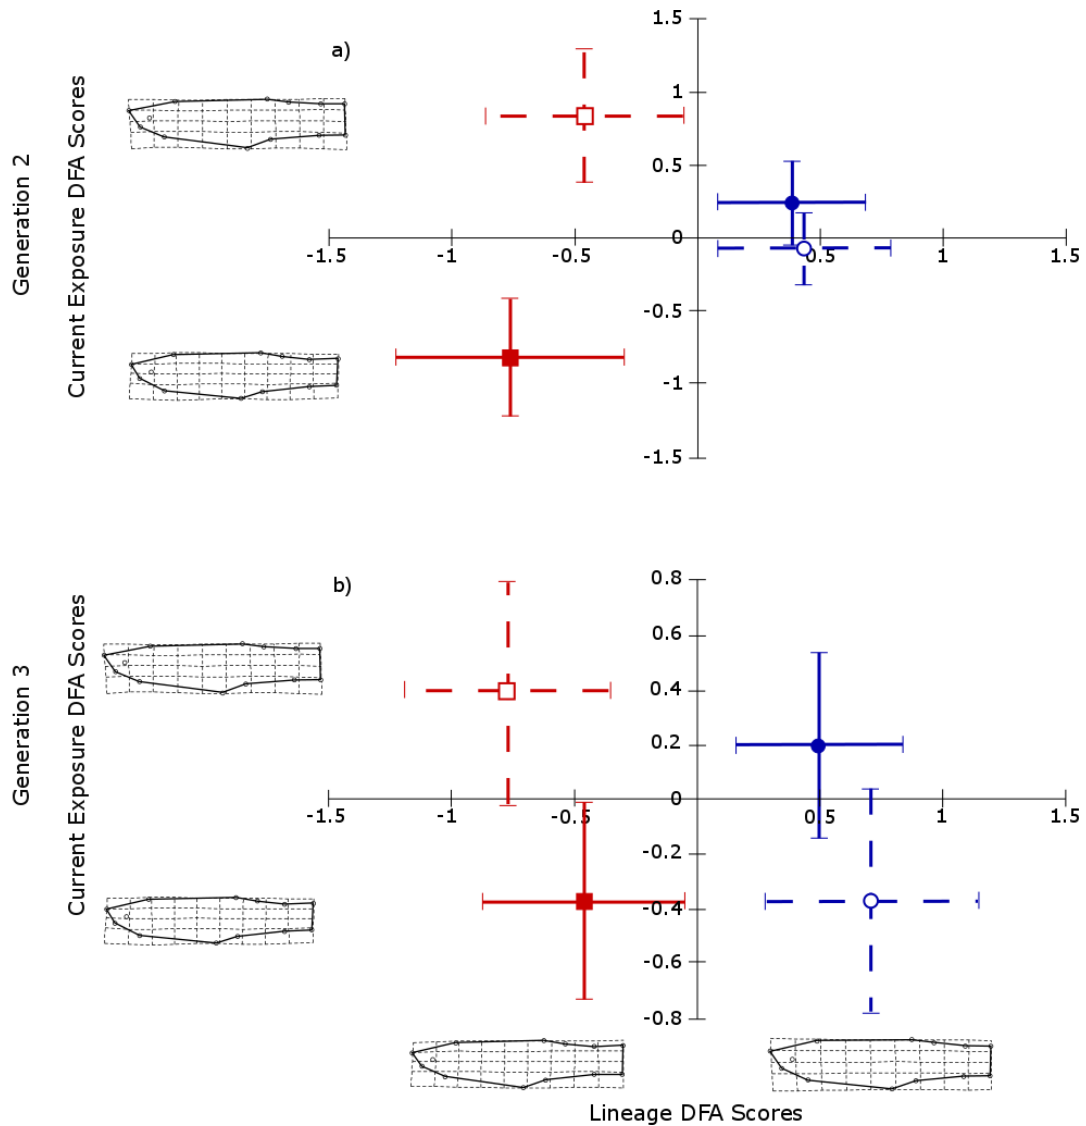 a)
Generation 2
Current Exposure DFA Scores
1.5
1
0.5
0
-0.5
-1
-1.5
-1.5 -1 -0.5 0.5 1 1.5
b)
Generation 3
Current Exposure DFA Scores
0.8
0.6
0.4
0.2
0
-0.2
-0.4
-0.6
-0.8
-1.5 -1 -0.5 0.5 1 1.5
Lineage DFA Scores